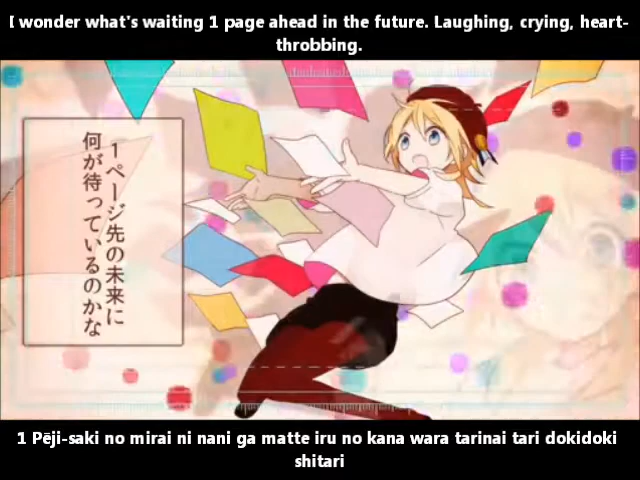 I wonder what's waiting 1 page ahead in the future. Laughing, crying, heart-
throbbing.
1ページ先の未来に
何が待っているのかな
1 Pēji-saki no mirai ni nani ga matte iru no kana wara tarinai tari dokidoki
shitari